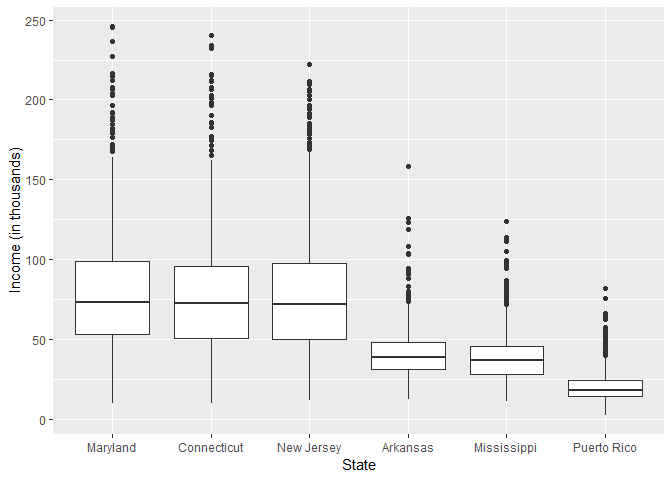 250
200
150
100
50
0
Income (in thousands)
Maryland Connecticut New Jersey Arkansas Mississippi Puerto Rico
State